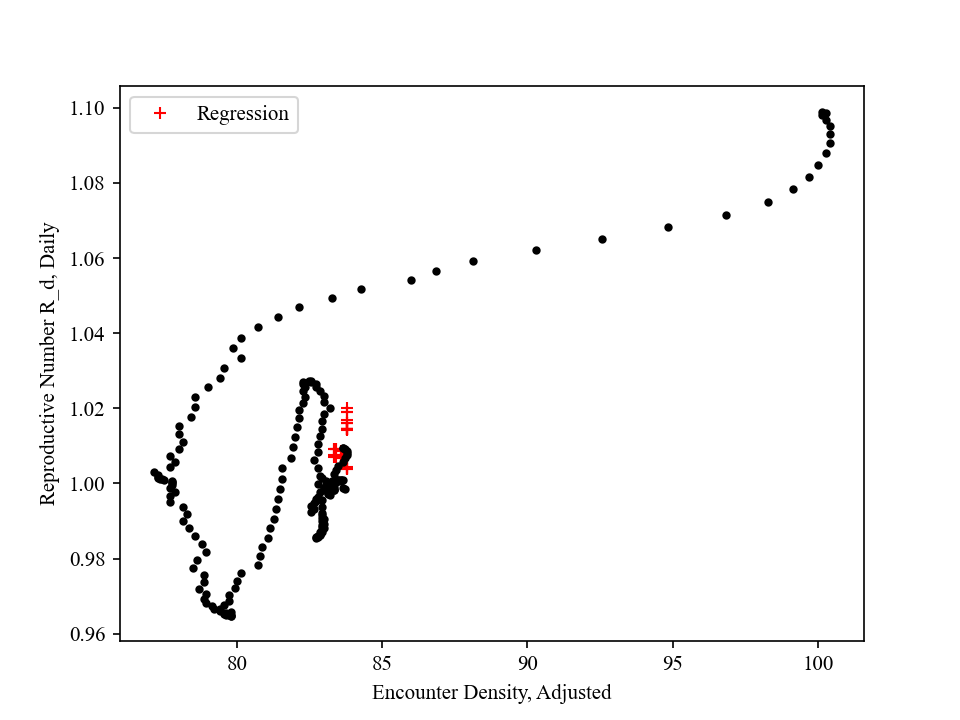 Regression
1.10
1.08
1.06
1.04
1.02
1.00
0.98
0.96
Reproductive Number R_d, Daily
80 85 90 95 100
Encounter Density, Adjusted